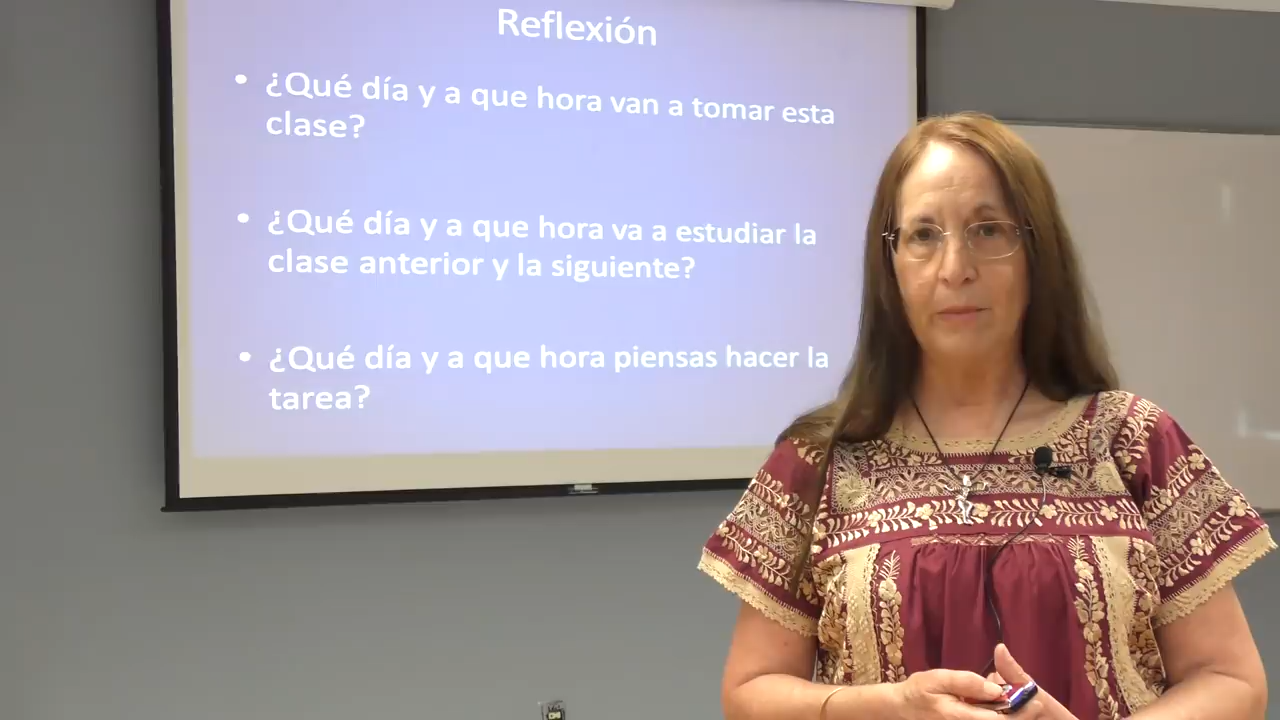 Reflexión
• ¿Qué día y a que hora van a tomar esta
clase?
• ¿Qué día y a que hora va a estudiar la
clase anterior y la siguiente?
• ¿Qué día y a que hora piensas hacer la
tarea?